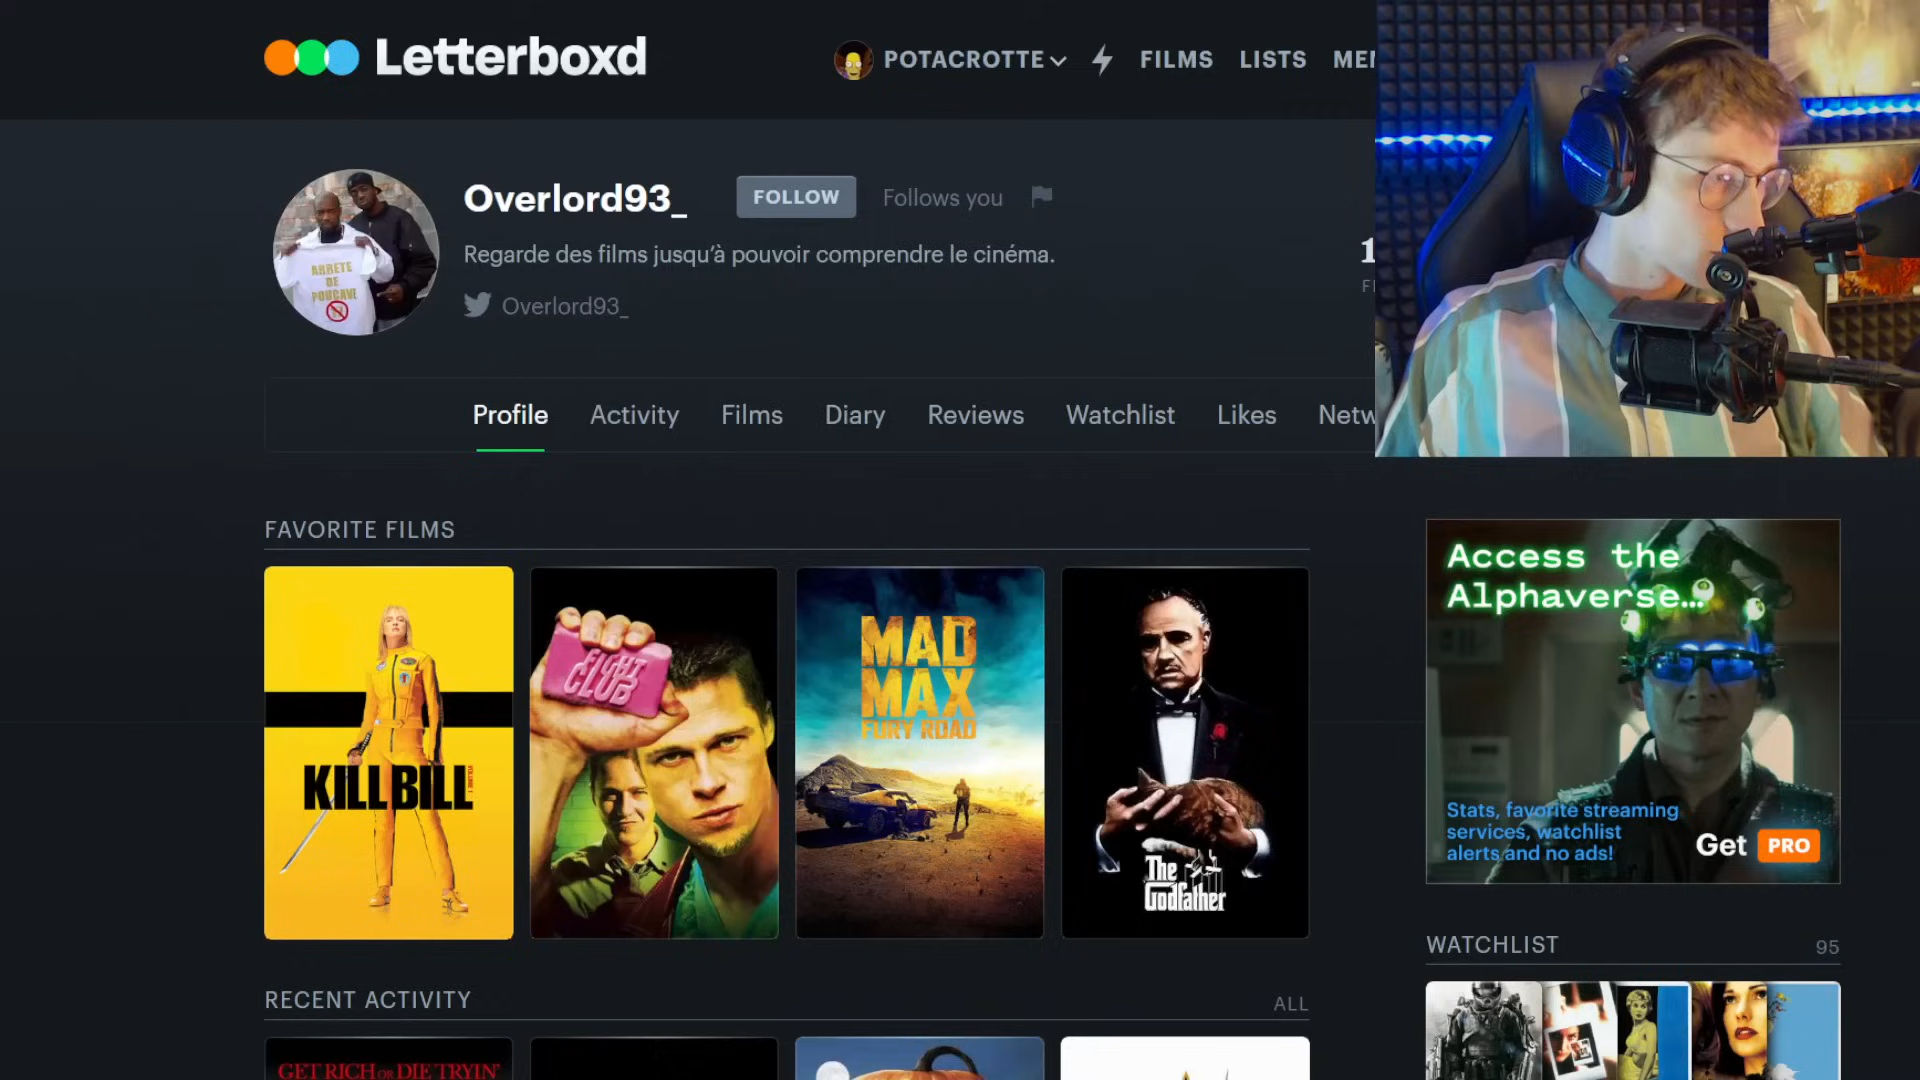 Letterboxd
POTACROTTE
FILMS
LISTS
Overlord93_
FOLLOW
Follows you
Regarde des films jusqu’à pouvoir comprendre le cinéma.
Overlord93_
ARRETE
DE
POUCAVE
Profile
Activity
Films
Diary
Reviews
Watchlist
Likes
FAVORITE FILMS
KILL BILL
VOLUME 1
FIGHT
CLUB
MAD
MAX
FURY ROAD
The
Godfather
Access the
Alphaverse…
Stats, favorite streaming
services, watchlist
alerts and no ads!
Get PRO
WATCHLIST
95
RECENT ACTIVITY
ALL
GET RICH OR DIE TRYIN’